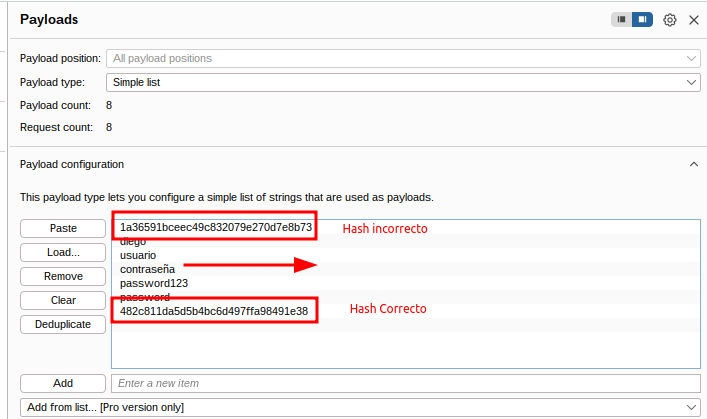 Payloads
Payload position: All payload positions
Payload type: Simple list
Payload count: 8
Request count: 8
Payload configuration
This payload type lets you configure a simple list of strings that are used as payloads.
Paste
Load...
Remove
Clear
Deduplicate
1a36591bceec49c832079e270d7e8b73 Hash incorrecto
diego
usuario
contraseña
password123
password
482c811da5d5b4bc6d497ffa98491e38 Hash Correcto
Add Enter a new item
Add from list... [Pro version only]